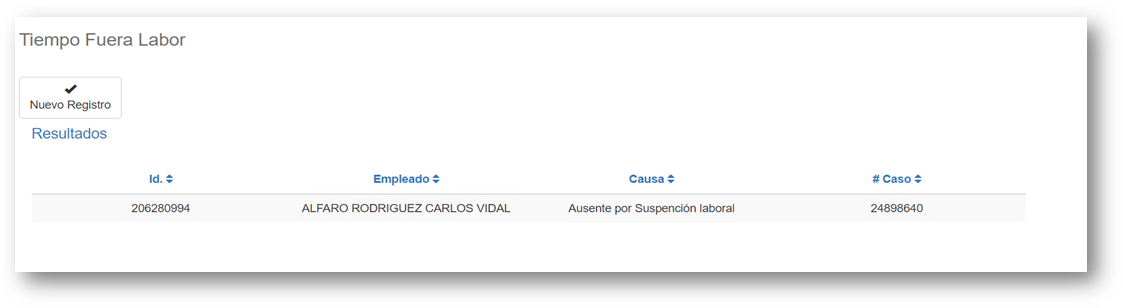 Tiempo Fuera Labor
Nuevo Registro
Resultados
Id. Empleado Causa # Caso
206280994 ALFARO RODRIGUEZ CARLOS VIDAL Ausente por Suspención laboral 24898640